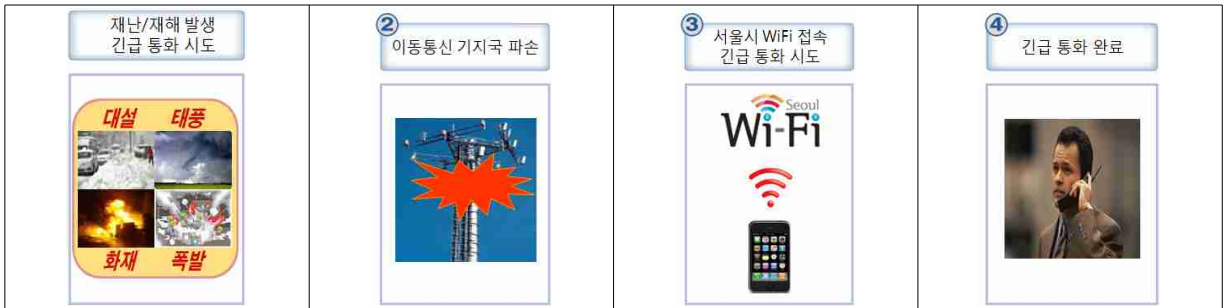 재난/재해 발생
긴급 통화 시도
대설 태풍
화재 폭발
②
이동통신 기지국 파손
③
서울시 WiFi 접속
긴급 통화 시도
Seoul
Wi-Fi
④
긴급 통화 완료